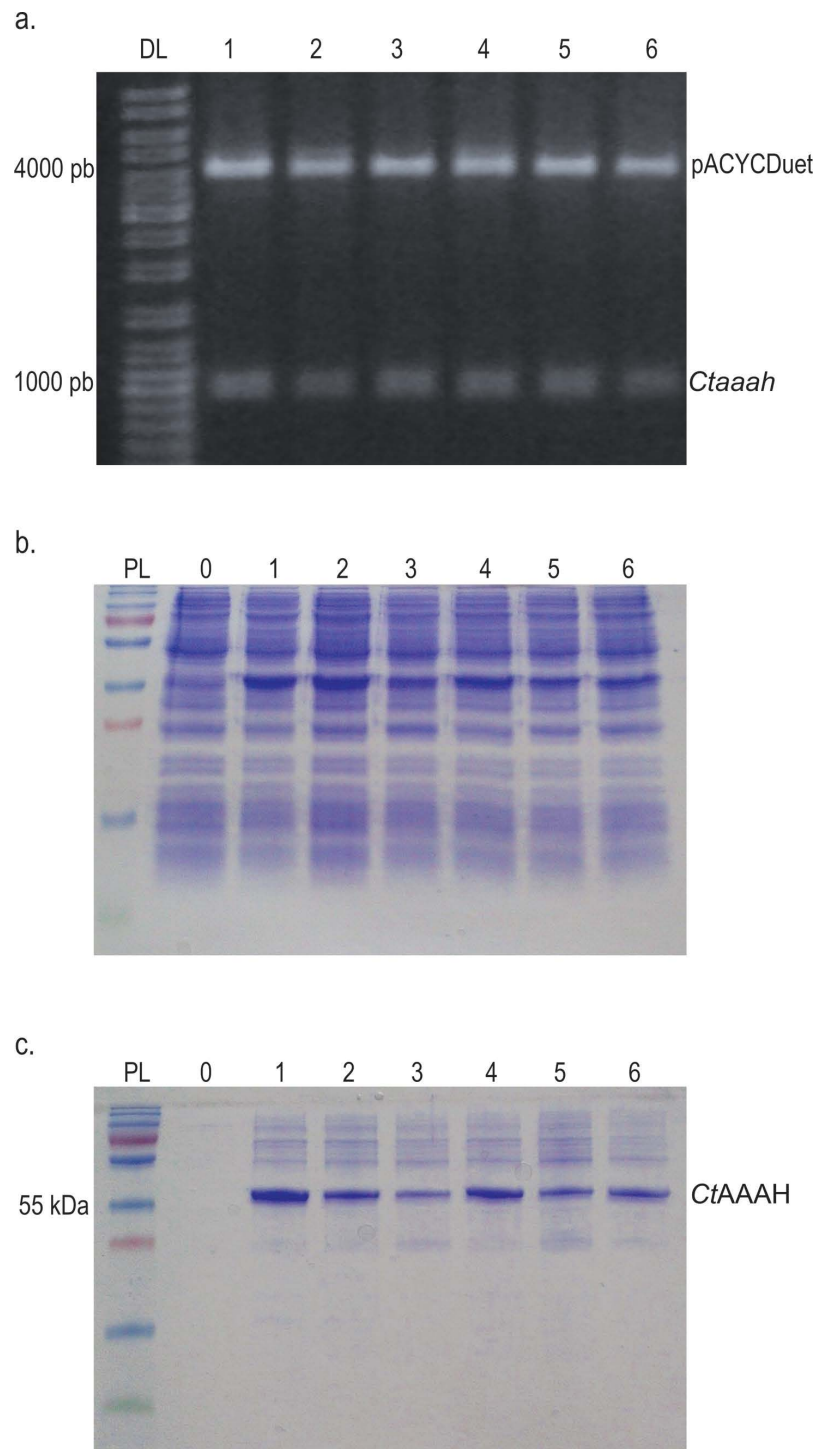 a.
DL 1 2 3 4 5 6
4000 pb
pACYCDuet
1000 pb
Ctaaah
b.
PL 0 1 2 3 4 5 6
c.
PL 0 1 2 3 4 5 6
55 kDa
CtAAAH